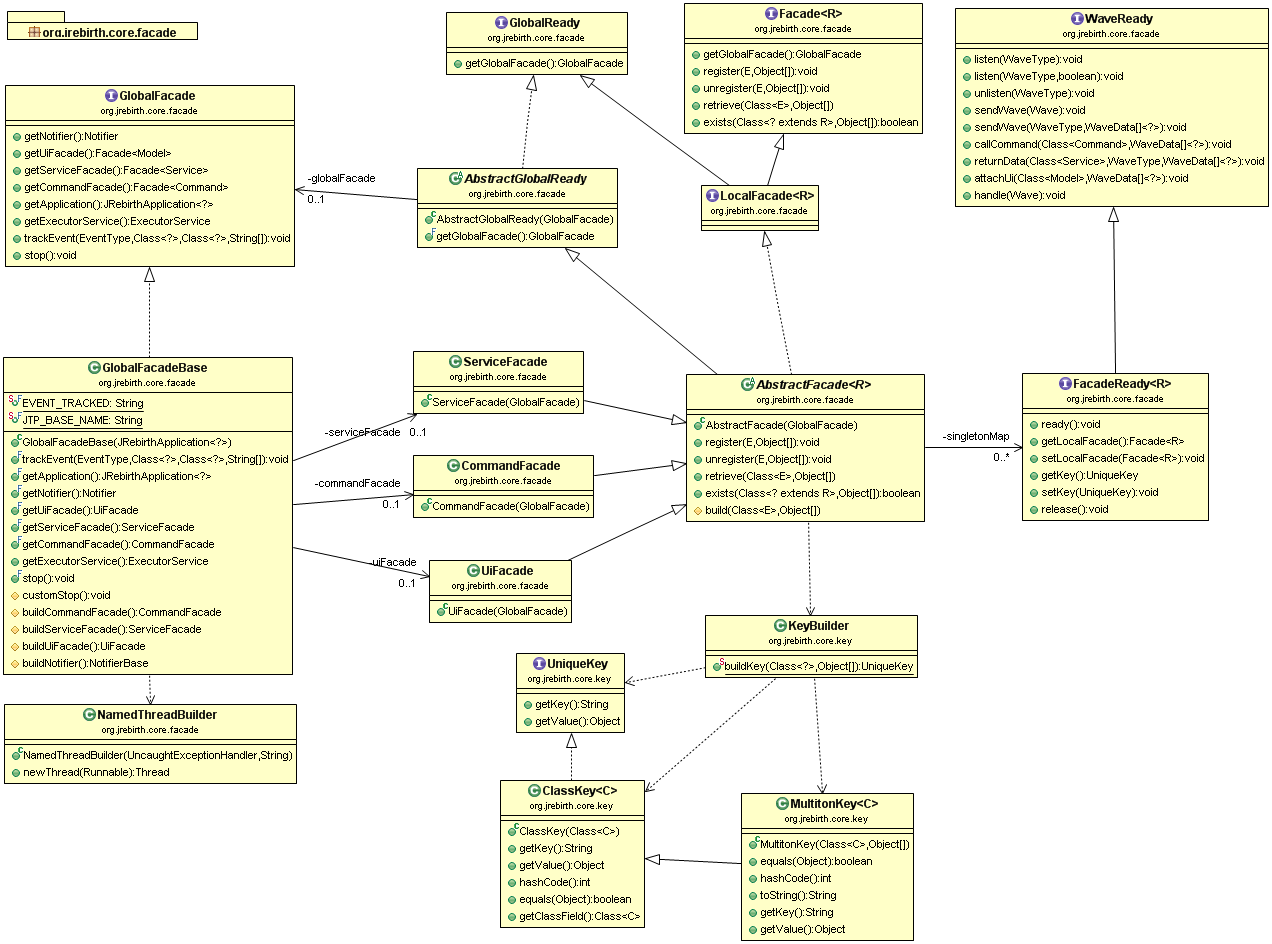 org.jrebirth.core.facade
GlobalReady
org.jrebirth.core.facade
getGlobalFacade():GlobalFacade
Facade<R>
org.jrebirth.core.facade
getGlobalFacade():GlobalFacade
register(E,Object[]):void
unregister(E,Object[]):void
retrieve(Class<E>,Object[])
exists(Class<? extends R>,Object[]):boolean
WaveReady
org.jrebirth.core.facade
listen(WaveType):void
listen(WaveType,boolean):void
unlisten(WaveType):void
sendWave(Wave):void
sendWave(WaveType,WaveData[]<?>):void
callCommand(Class<Command>,WaveData[]<?>):void
returnData(Class<Service>,WaveType,WaveData[]<?>):void
attachUi(Class<Model>,WaveData[]<?>):void
handle(Wave):void
GlobalFacade
org.jrebirth.core.facade
getNotifier():Notifier
getUiFacade():Facade<Model>
getServiceFacade():Facade<Service>
getCommandFacade():Facade<Command>
getApplication():JRebirthApplication<?>
getExecutorService():ExecutorService
trackEvent(EventType,Class<?>,Class<?>,String[]):void
stop():void
-globalFacade
0..1
AbstractGlobalReady
org.jrebirth.core.facade
AbstractGlobalReady(GlobalFacade)
getGlobalFacade():GlobalFacade
LocalFacade<R>
org.jrebirth.core.facade
GlobalFacadeBase
org.jrebirth.core.facade
EVENT_TRACKED: String
JTP_BASE_NAME: String
GlobalFacadeBase(JRebirthApplication<?>)
trackEvent(EventType,Class<?>,Class<?>,String[]):void
getApplication():JRebirthApplication<?>
getNotifier():Notifier
getUiFacade():UiFacade
getServiceFacade():ServiceFacade
getCommandFacade():CommandFacade
getExecutorService():ExecutorService
stop():void
customStop():void
buildCommandFacade():CommandFacade
buildServiceFacade():ServiceFacade
buildUiFacade():UiFacade
buildNotifier():NotifierBase
-serviceFacade
0..1
-commandFacade
0..1
-uiFacade
0..1
ServiceFacade
org.jrebirth.core.facade
ServiceFacade(GlobalFacade)
CommandFacade
org.jrebirth.core.facade
CommandFacade(GlobalFacade)
UiFacade
org.jrebirth.core.facade
UiFacade(GlobalFacade)
AbstractFacade<R>
org.jrebirth.core.facade
AbstractFacade(GlobalFacade)
register(E,Object[]):void
unregister(E,Object[]):void
retrieve(Class<E>,Object[])
exists(Class<? extends R>,Object[]):boolean
build(Class<E>,Object[])
-singletonMap
0..*
FacadeReady<R>
org.jrebirth.core.facade
ready():void
getLocalFacade():Facade<R>
setLocalFacade(Facade<R>):void
getKey():UniqueKey
setKey(UniqueKey):void
release():void
KeyBuilder
org.jrebirth.core.key
buildKey(Class<?>,Object[]):UniqueKey
UniqueKey
org.jrebirth.core.key
getKey():String
getValue():Object
NamedThreadBuilder
org.jrebirth.core.facade
NamedThreadBuilder(UncaughtExceptionHandler,String)
newThread(Runnable):Thread
ClassKey<C>
org.jrebirth.core.key
ClassKey(Class<C>)
getKey():String
getValue():Object
hashCode():int
equals(Object):boolean
getClassField():Class<C>
MultitonKey<C>
org.jrebirth.core.key
MultitonKey(Class<C>,Object[])
equals(Object):boolean
hashCode():int
toString():String
getKey():String
getValue():Object